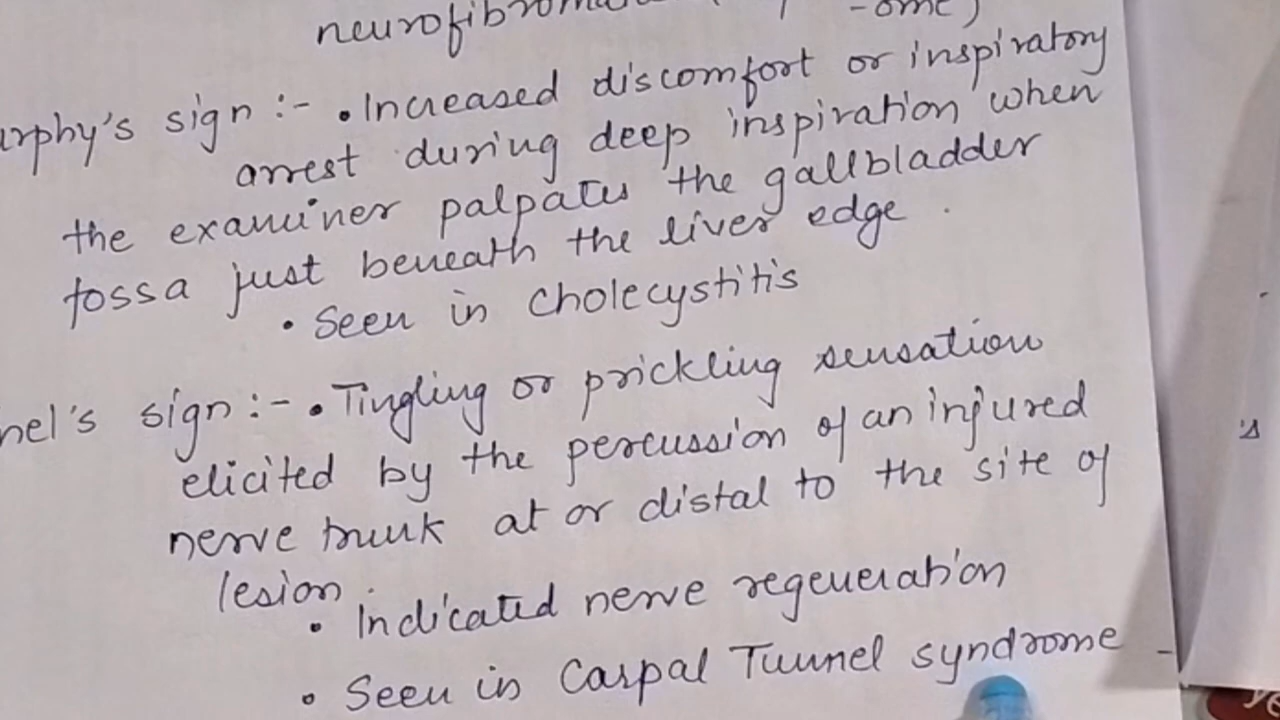 neurofibroma -ome)
urphy's sign :- • Increased discomfort or inspiratory
arrest during deep inspiration when
the examiner palpates the gallbladder
fossa just beneath the liver edge .
• Seen in Cholecystitis
nel's sign :- • Tingling or prickling sensation
elicited by the percussion of an injured
nerve trunk at or distal to the site of
lesion .
• Indicated nerve regeneration
• Seen in Carpal Tunnel syndrome -
's